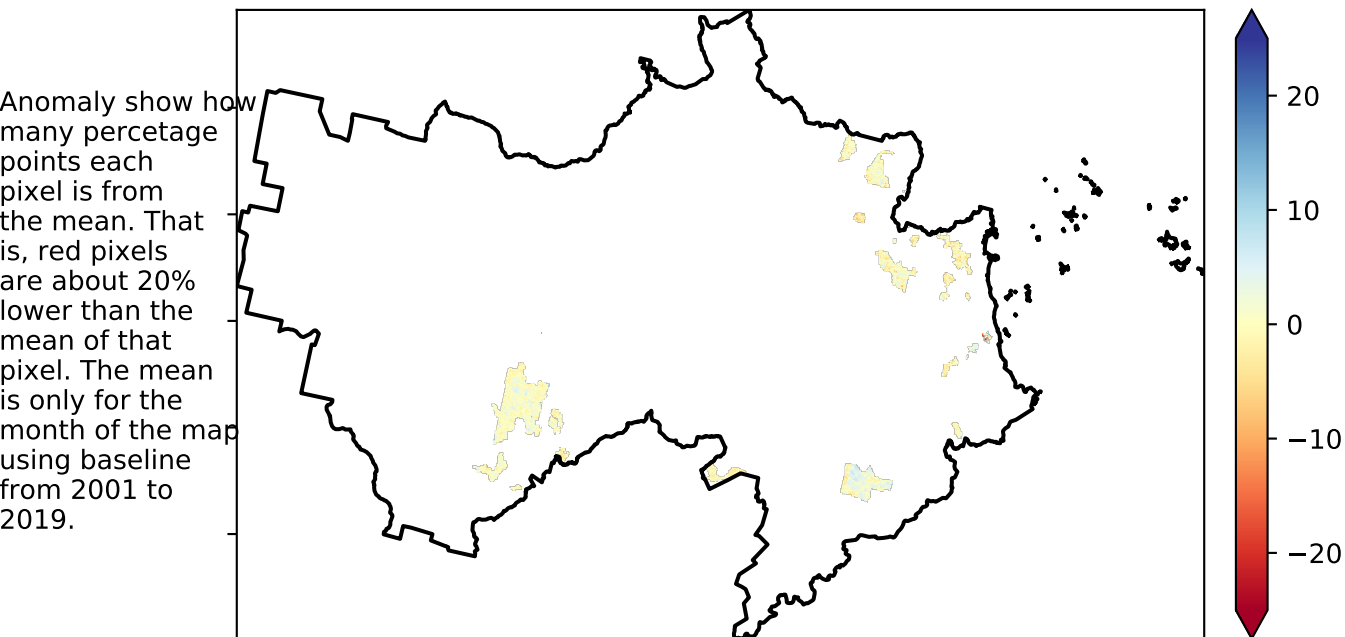 Anomaly show how
many percetage
points each
pixel is from
the mean. That
is, red pixels
are about 20%
lower than the
mean of that
pixel. The mean
is only for the
month of the map
using baseline
from 2001 to
2019.
20
10
0
−10
−20